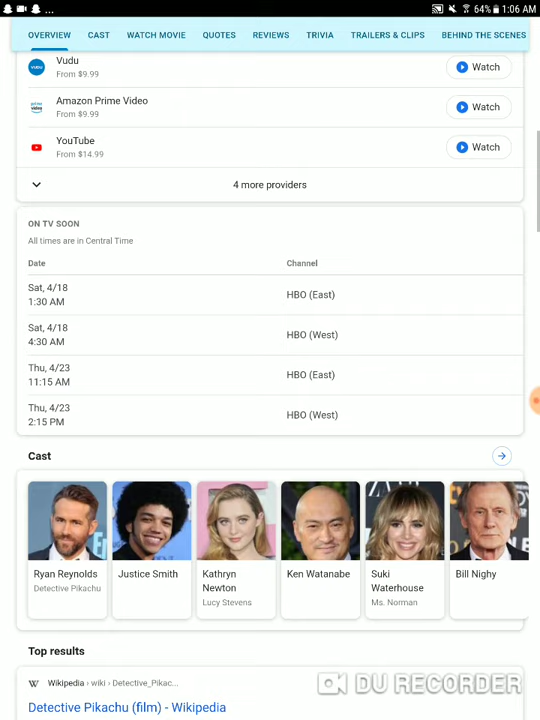 ... 64% 1:06 AM
OVERVIEW CAST WATCH MOVIE QUOTES REVIEWS TRIVIA TRAILERS & CLIPS BEHIND THE SCENES
Vudu
From $9.99
Watch
Amazon Prime Video
From $9.99
Watch
YouTube
From $14.99
Watch
4 more providers
ON TV SOON
All times are in Central Time
Date Channel
Sat, 4/18
1:30 AM
HBO (East)
Sat, 4/18
4:30 AM
HBO (West)
Thu, 4/23
11:15 AM
HBO (East)
Thu, 4/23
2:15 PM
HBO (West)
Cast
Ryan Reynolds
Detective Pikachu
Justice Smith
Kathryn
Newton
Lucy Stevens
Ken Watanabe
Suki
Waterhouse
Ms. Norman
Bill Nighy
Top results
W Wikipedia › wiki › Detective_Pikac...
DU RECORDER
Detective Pikachu (film) - Wikipedia